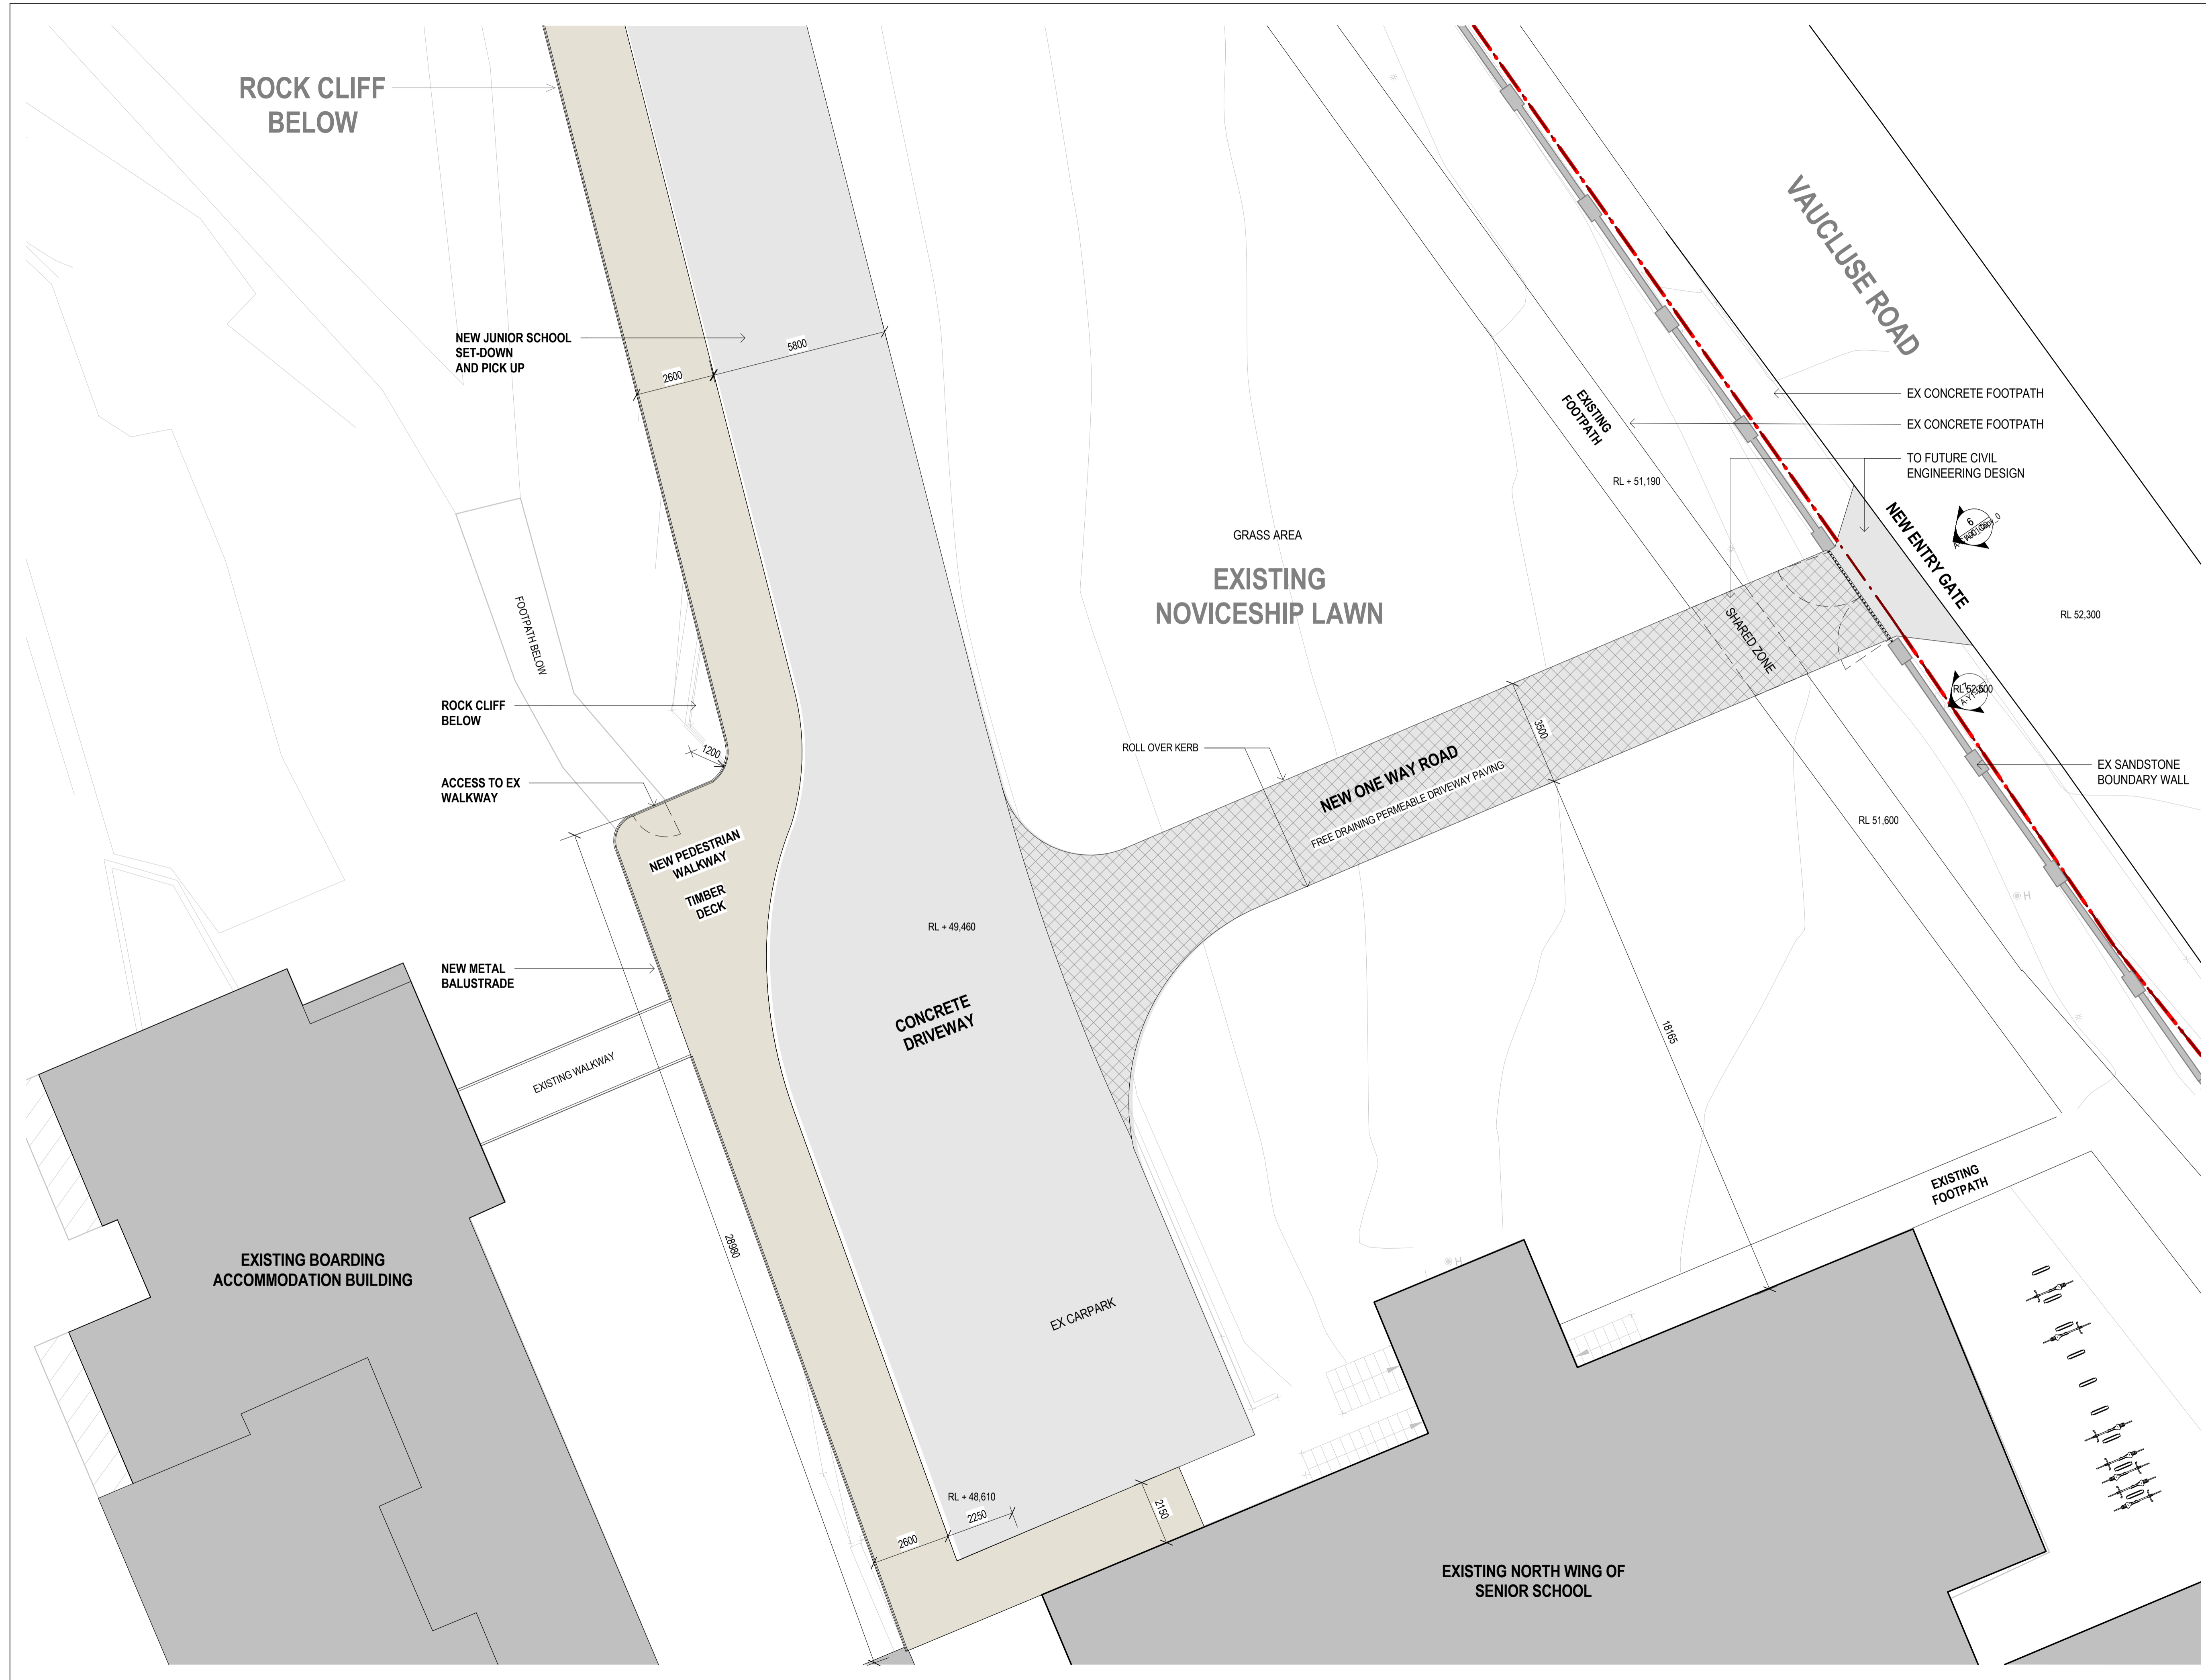 ROCK CLIFF
BELOW
VAUCLUSE ROAD
NEW JUNIOR SCHOOL
SET-DOWN
AND PICK UP
5800
2600
EX CONCRETE FOOTPATH
EXISTING
FOOTPATH
EX CONCRETE FOOTPATH
TO FUTURE CIVIL
ENGINEERING DESIGN
RL + 51,190
NEW ENTRY GATE
6
GRASS AREA
EXISTING
NOVICESHIP LAWN
SHARED ZONE
RL 52,300
FOOTPATH BELOW
7
ROCK CLIFF
BELOW
1200
3500
ROLL OVER KERB
NEW ONE WAY ROAD
FREE DRAINING PERMEABLE DRIVEWAY PAVING
EX SANDSTONE
BOUNDARY WALL
ACCESS TO EX
WALKWAY
RL 51,600
NEW PEDESTRIAN
WALKWAY
TIMBER
DECK
H
RL + 49,460
NEW METAL
BALUSTRADE
CONCRETE
DRIVEWAY
18165
EXISTING WALKWAY
EXISTING
FOOTPATH
28980
H
EXISTING BOARDING
ACCOMMODATION BUILDING
EX CARPARK
RL + 48,610
2250
2150
2600
EXISTING NORTH WING OF
SENIOR SCHOOL